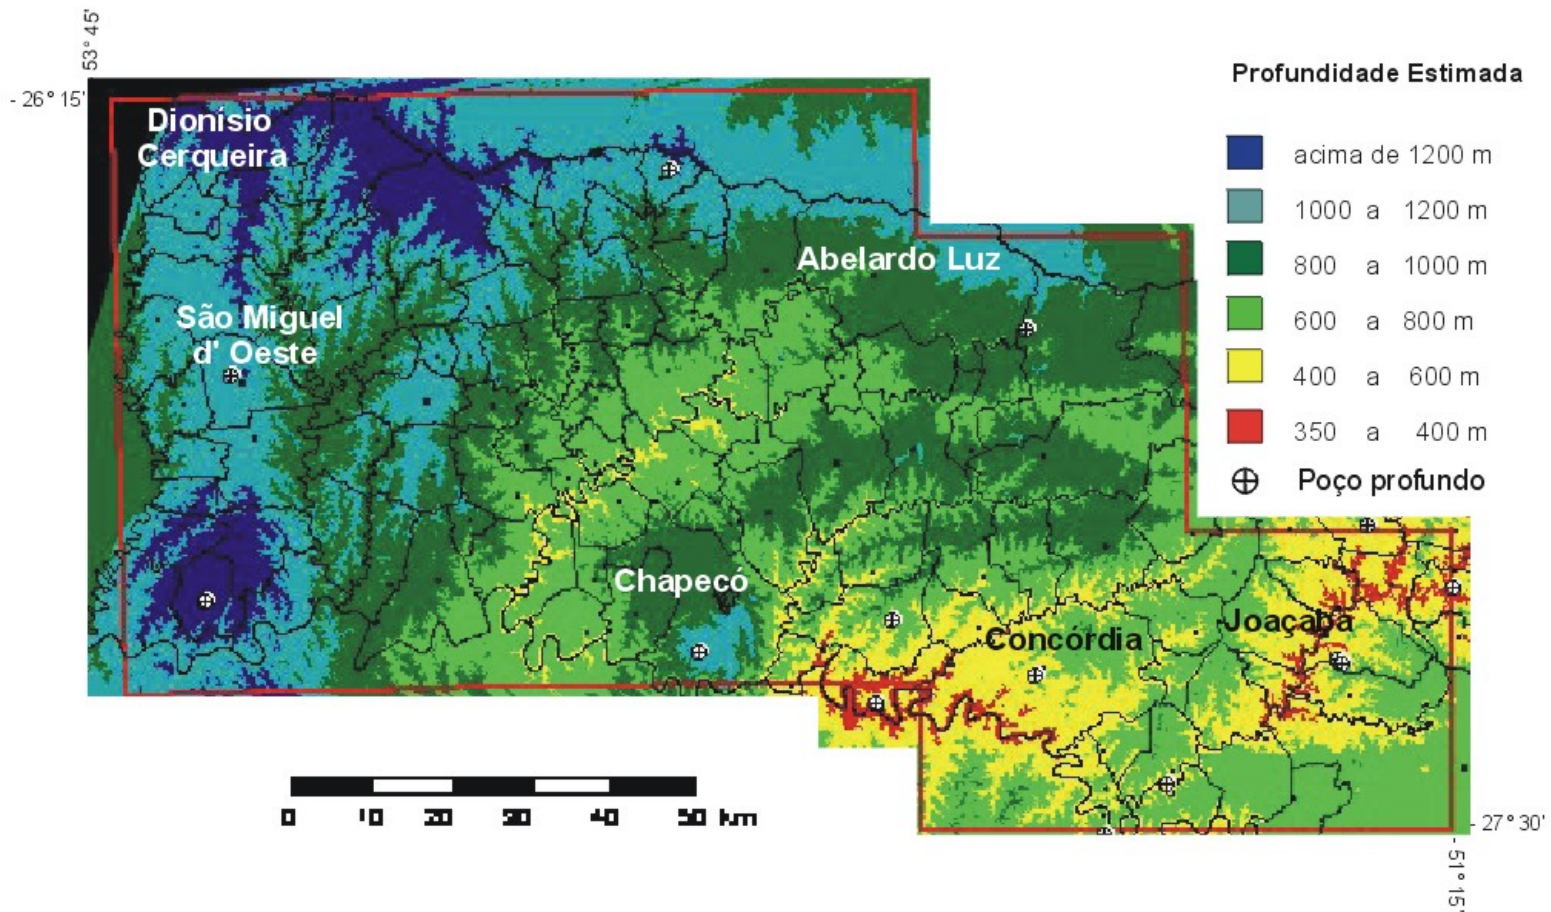 53° 45'
- 26° 15'
Dionísio
Cerqueira
São Miguel
d' Oeste
Abelardo Luz
Chapecó
Concórdia
Joaçaba
Profundidade Estimada
acima de 1200 m
1000 a 1200 m
800 a 1000 m
600 a 800 m
400 a 600 m
350 a 400 m
Poço profundo
0 10 20 30 40 50 km
- 27° 30'
- 51° 15'